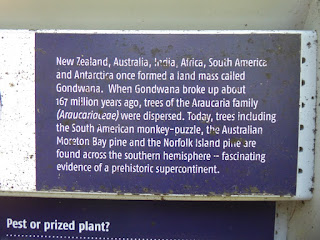 New Zealand, Australia, India, Africa, South America
and Antarctica once formed a land mass called
Gondwana. When Gondwana broke up about
167 million years ago, trees of the Araucaria family
(Araucariaceae) were dispersed. Today, trees including
the South American monkey-puzzle, the Australian
Moreton Bay pine and the Norfolk Island pine are
found across the southern hemisphere -- fascinating
evidence of a prehistoric supercontinent.
Pest or prized plant?